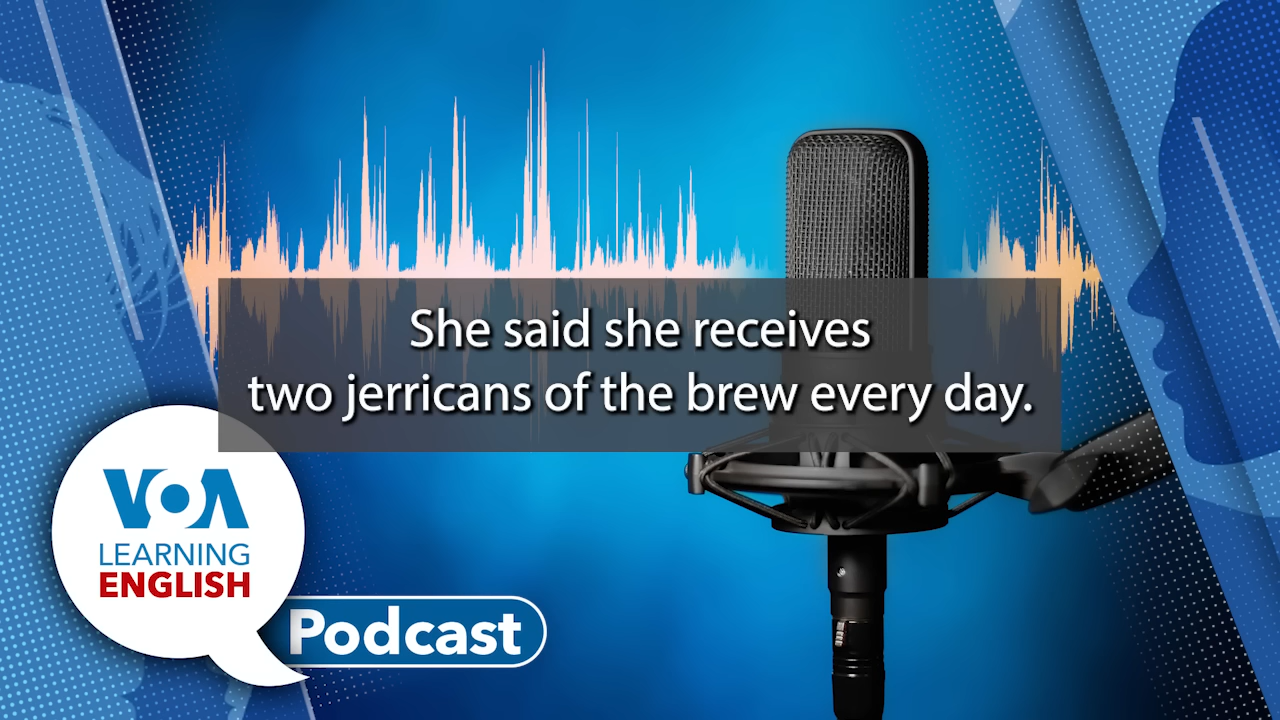 She said she receives
two jerricans of the brew every day.
VOA
LEARNING
ENGLISH
Podcast